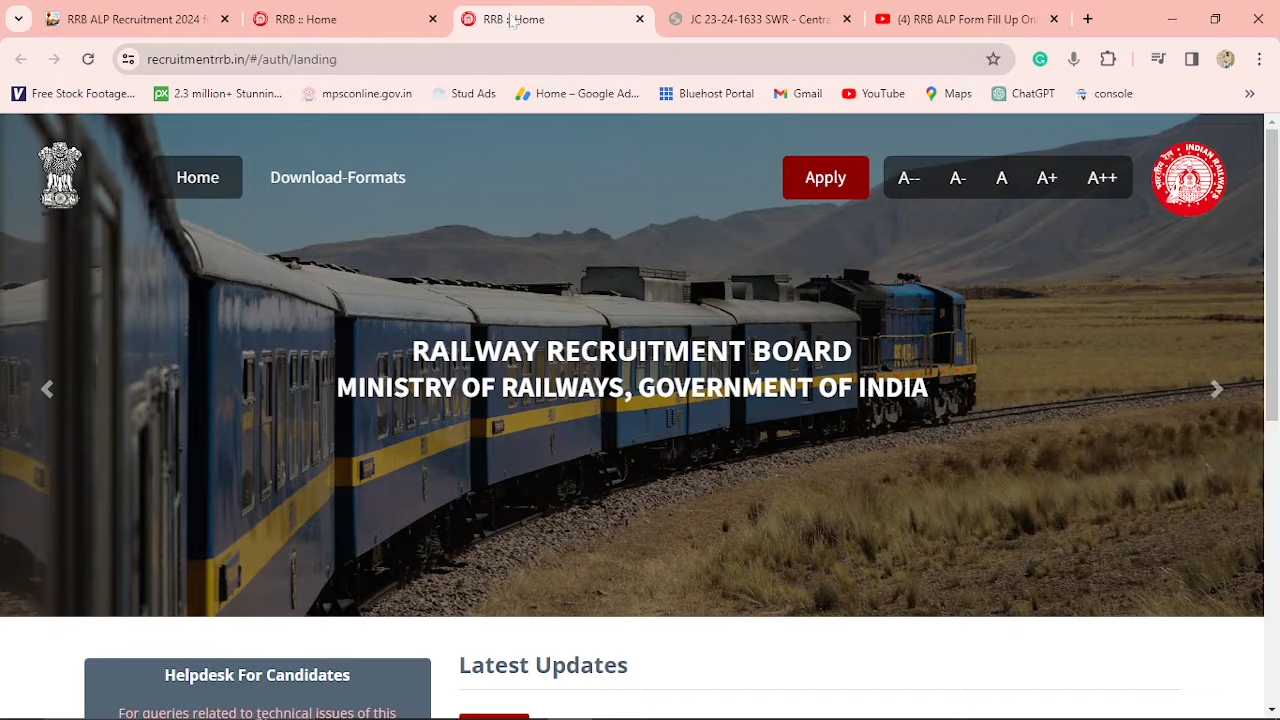 RRB ALP Recruitment 2024 f
RRB :: Home
RRB :: Home
JC 23-24-1633 SWR - Centra
(4) RRB ALP Form Fill Up On
recruitmentrrb.in/#/auth/landing
Free Stock Footage...
2.3 million+ Stunnin...
mpsconline.gov.in
Stud Ads
Home – Google Ad...
Bluehost Portal
Gmail
YouTube
Maps
ChatGPT
console
Home
Download-Formats
Apply
A-- A- A A+ A++
INDIAN RAILWAYS
RAILWAY RECRUITMENT BOARD
MINISTRY OF RAILWAYS, GOVERNMENT OF INDIA
Helpdesk For Candidates
For queries related to technical issues of this
Latest Updates